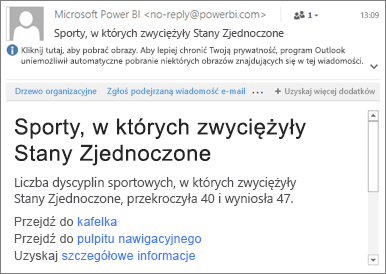 Microsoft Power BI <no-reply@powerbi.com>
1
13:09
Sporty, w których zwyciężyły Stany Zjednoczone
Kliknij tutaj, aby pobrać obrazy. Aby lepiej chronić Twoją prywatność, program Outlook
uniemożliwił automatyczne pobranie niektórych obrazów znajdujących się w tej wiadomości.
Drzewo organizacyjne Zgłoś podejrzaną wiadomość e-mail ... + Uzyskaj więcej dodatków
Sporty, w których zwyciężyły
Stany Zjednoczone
Liczba dyscyplin sportowych, w których zwyciężyły
Stany Zjednoczone, przekroczyła 40 i wyniosła 47.
Przejdź do kafelka
Przejdź do pulpitu nawigacyjnego
Uzyskaj szczegółowe informacje